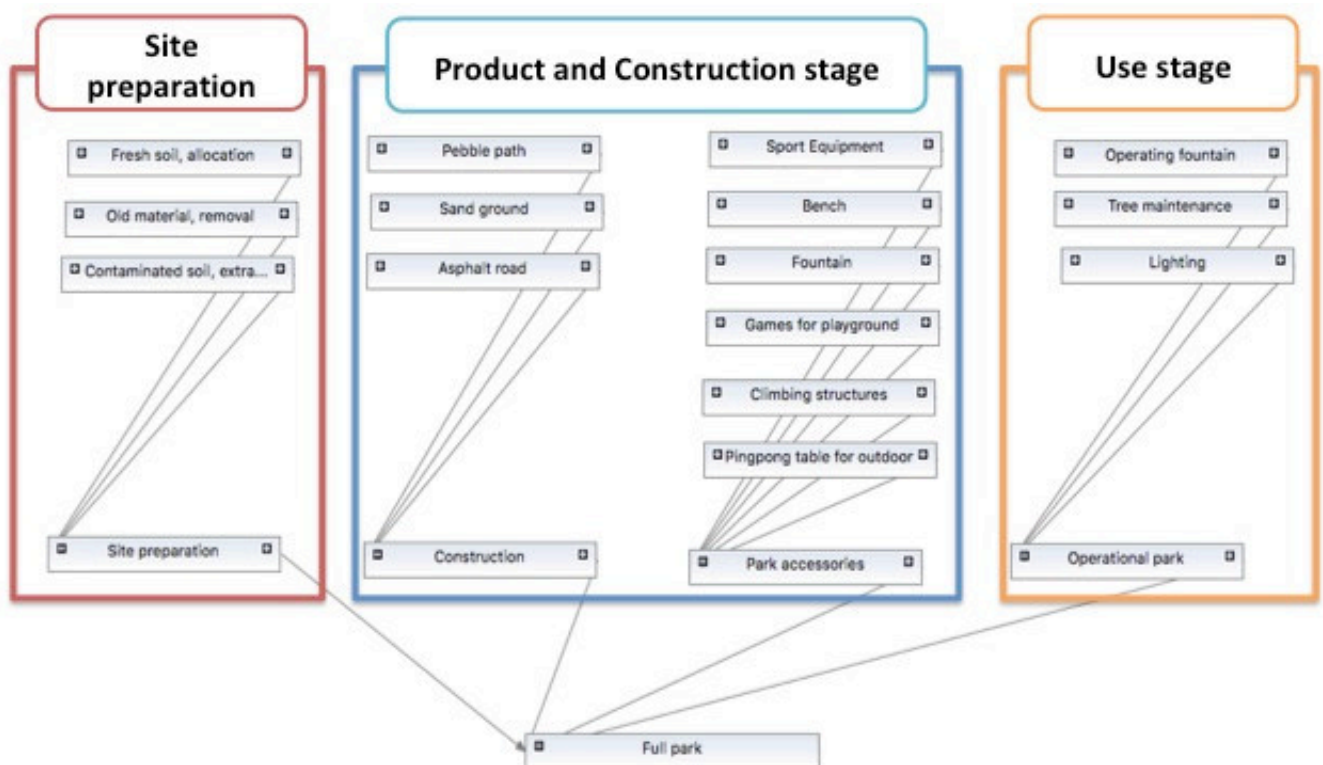 Site
preparation
Product and Construction stage
Use stage
Fresh soil, allocation
Old material, removal
Contaminated soil, extra...
Site preparation
Pebble path
Sand ground
Asphalt road
Construction
Sport Equipment
Bench
Fountain
Games for playground
Climbing structures
Pingpong table for outdoor
Park accessories
Operating fountain
Tree maintenance
Lighting
Operational park
Full park